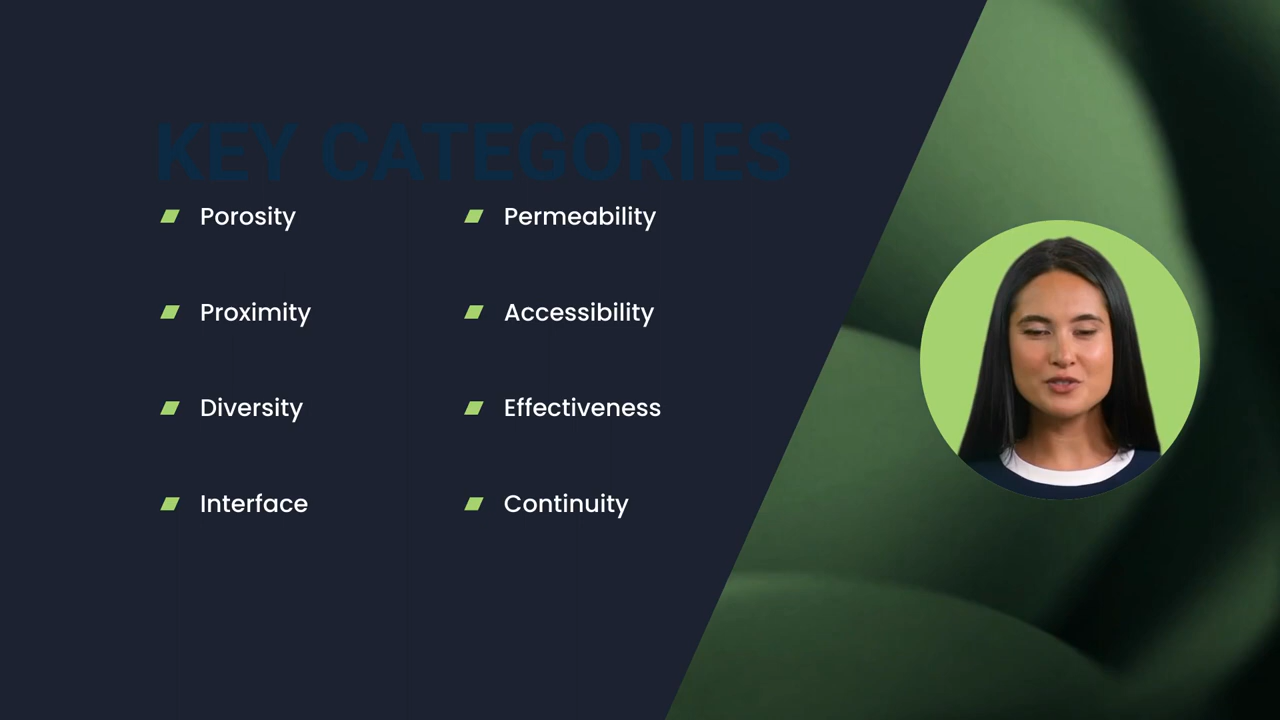 KEY CATEGORIES
Porosity
Permeability
Proximity
Accessibility
Diversity
Effectiveness
Interface
Continuity